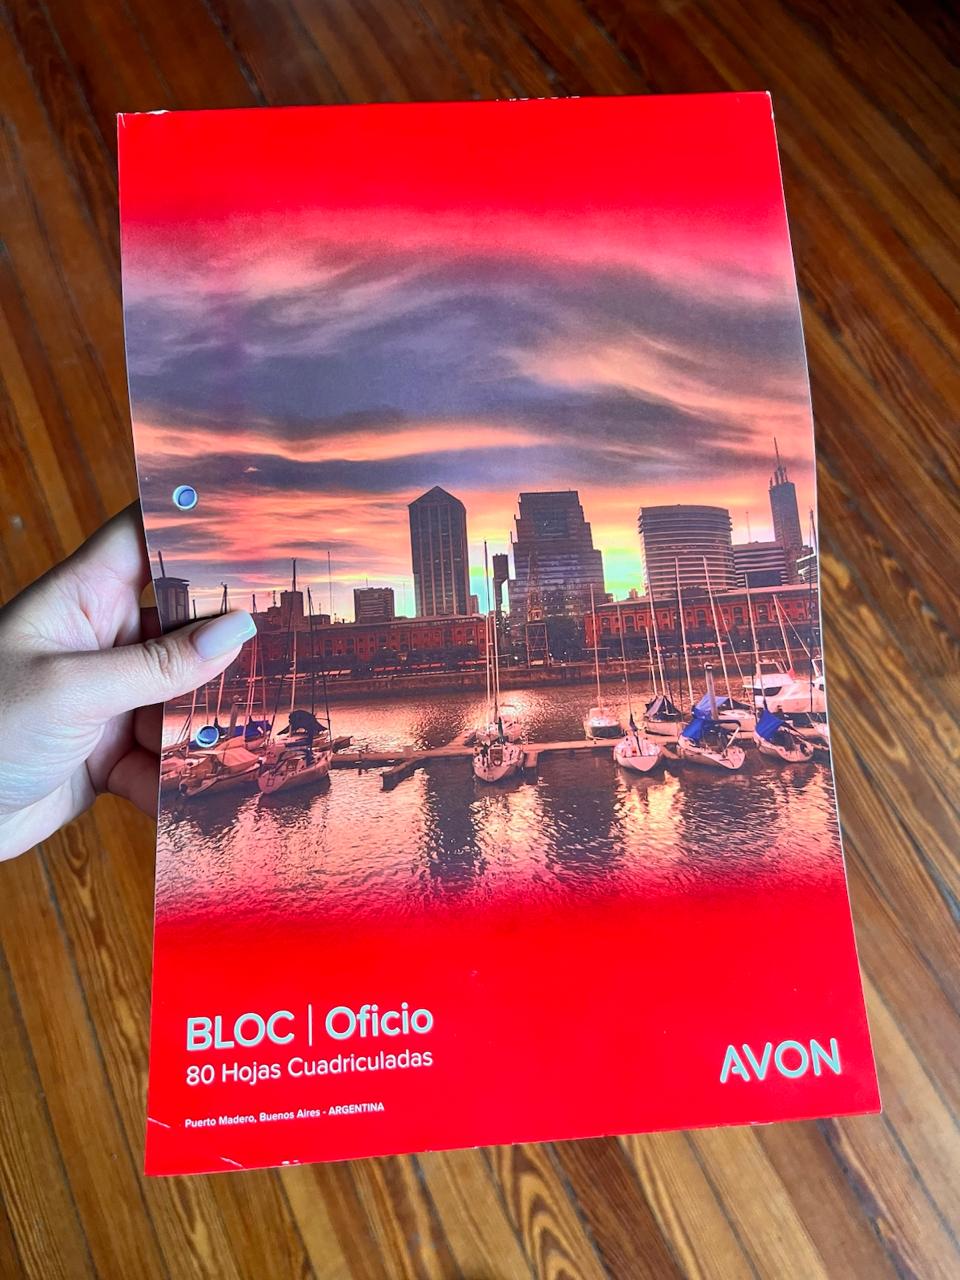 BLOC | Oficio
80 Hojas Cuadriculadas
AVON
Puerto Madero, Buenos Aires - ARGENTINA